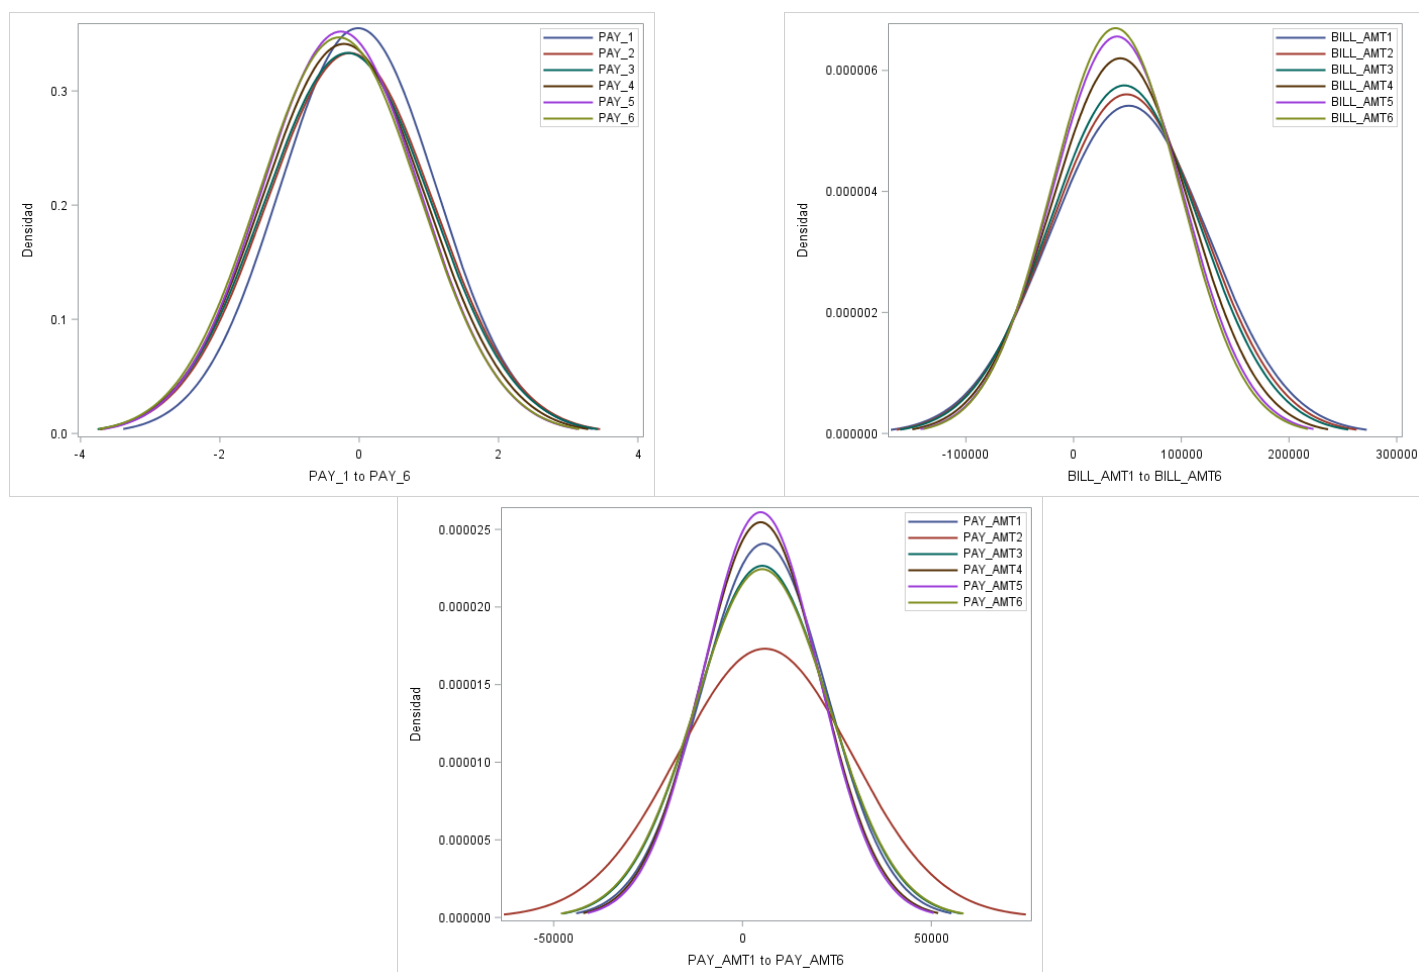 PAY_1
PAY_2
PAY_3
PAY_4
PAY_5
PAY_6
Densidad
0.3
0.2
0.1
0.0
-4 -2 0 2 4
PAY_1 to PAY_6
BILL_AMT1
BILL_AMT2
BILL_AMT3
BILL_AMT4
BILL_AMT5
BILL_AMT6
Densidad
0.000006
0.000004
0.000002
0.000000
-100000 0 100000 200000 300000
BILL_AMT1 to BILL_AMT6
PAY_AMT1
PAY_AMT2
PAY_AMT3
PAY_AMT4
PAY_AMT5
PAY_AMT6
Densidad
0.000025
0.000020
0.000015
0.000010
0.000005
0.000000
-50000 0 50000
PAY_AMT1 to PAY_AMT6